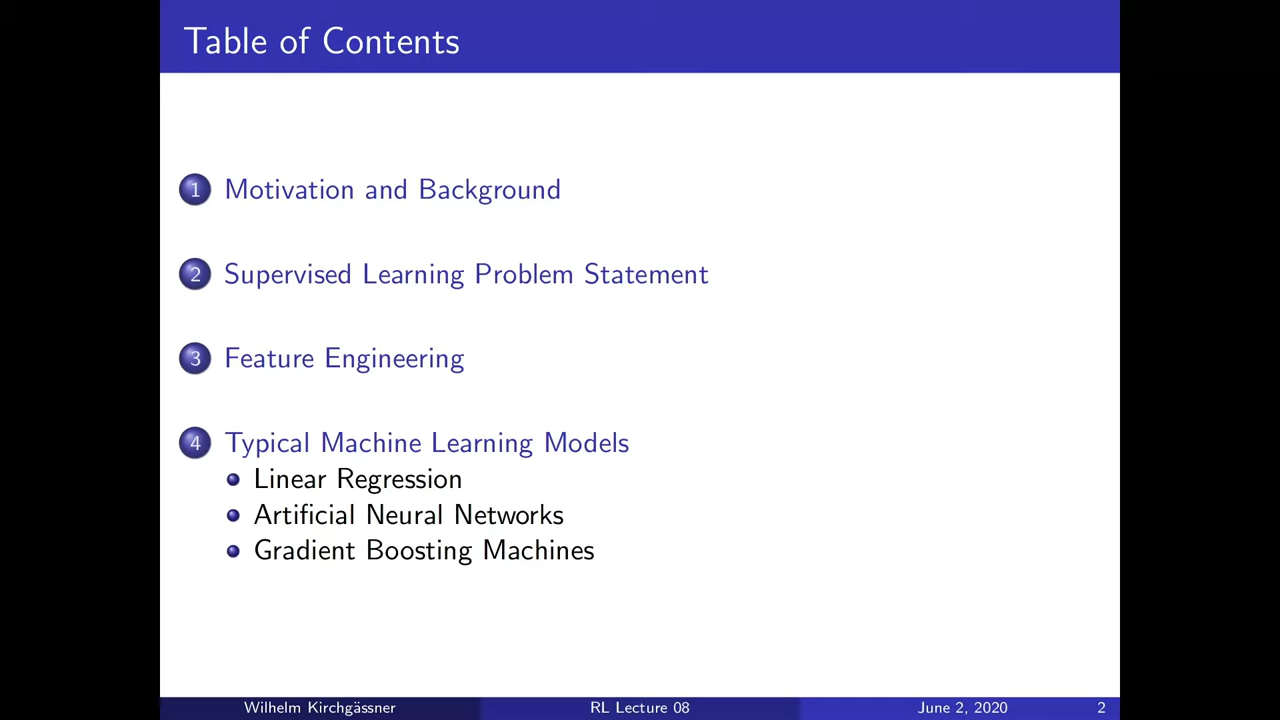 Table of Contents
1 Motivation and Background
2 Supervised Learning Problem Statement
3 Feature Engineering
4 Typical Machine Learning Models
Linear Regression
Artificial Neural Networks
Gradient Boosting Machines
Wilhelm Kirchgässner RL Lecture 08 June 2, 2020 2